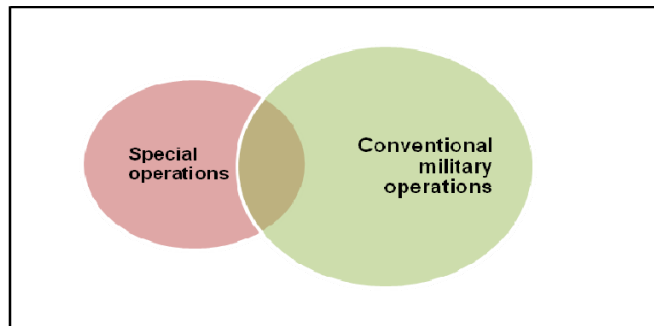 Special
operations
Conventional
military
operations